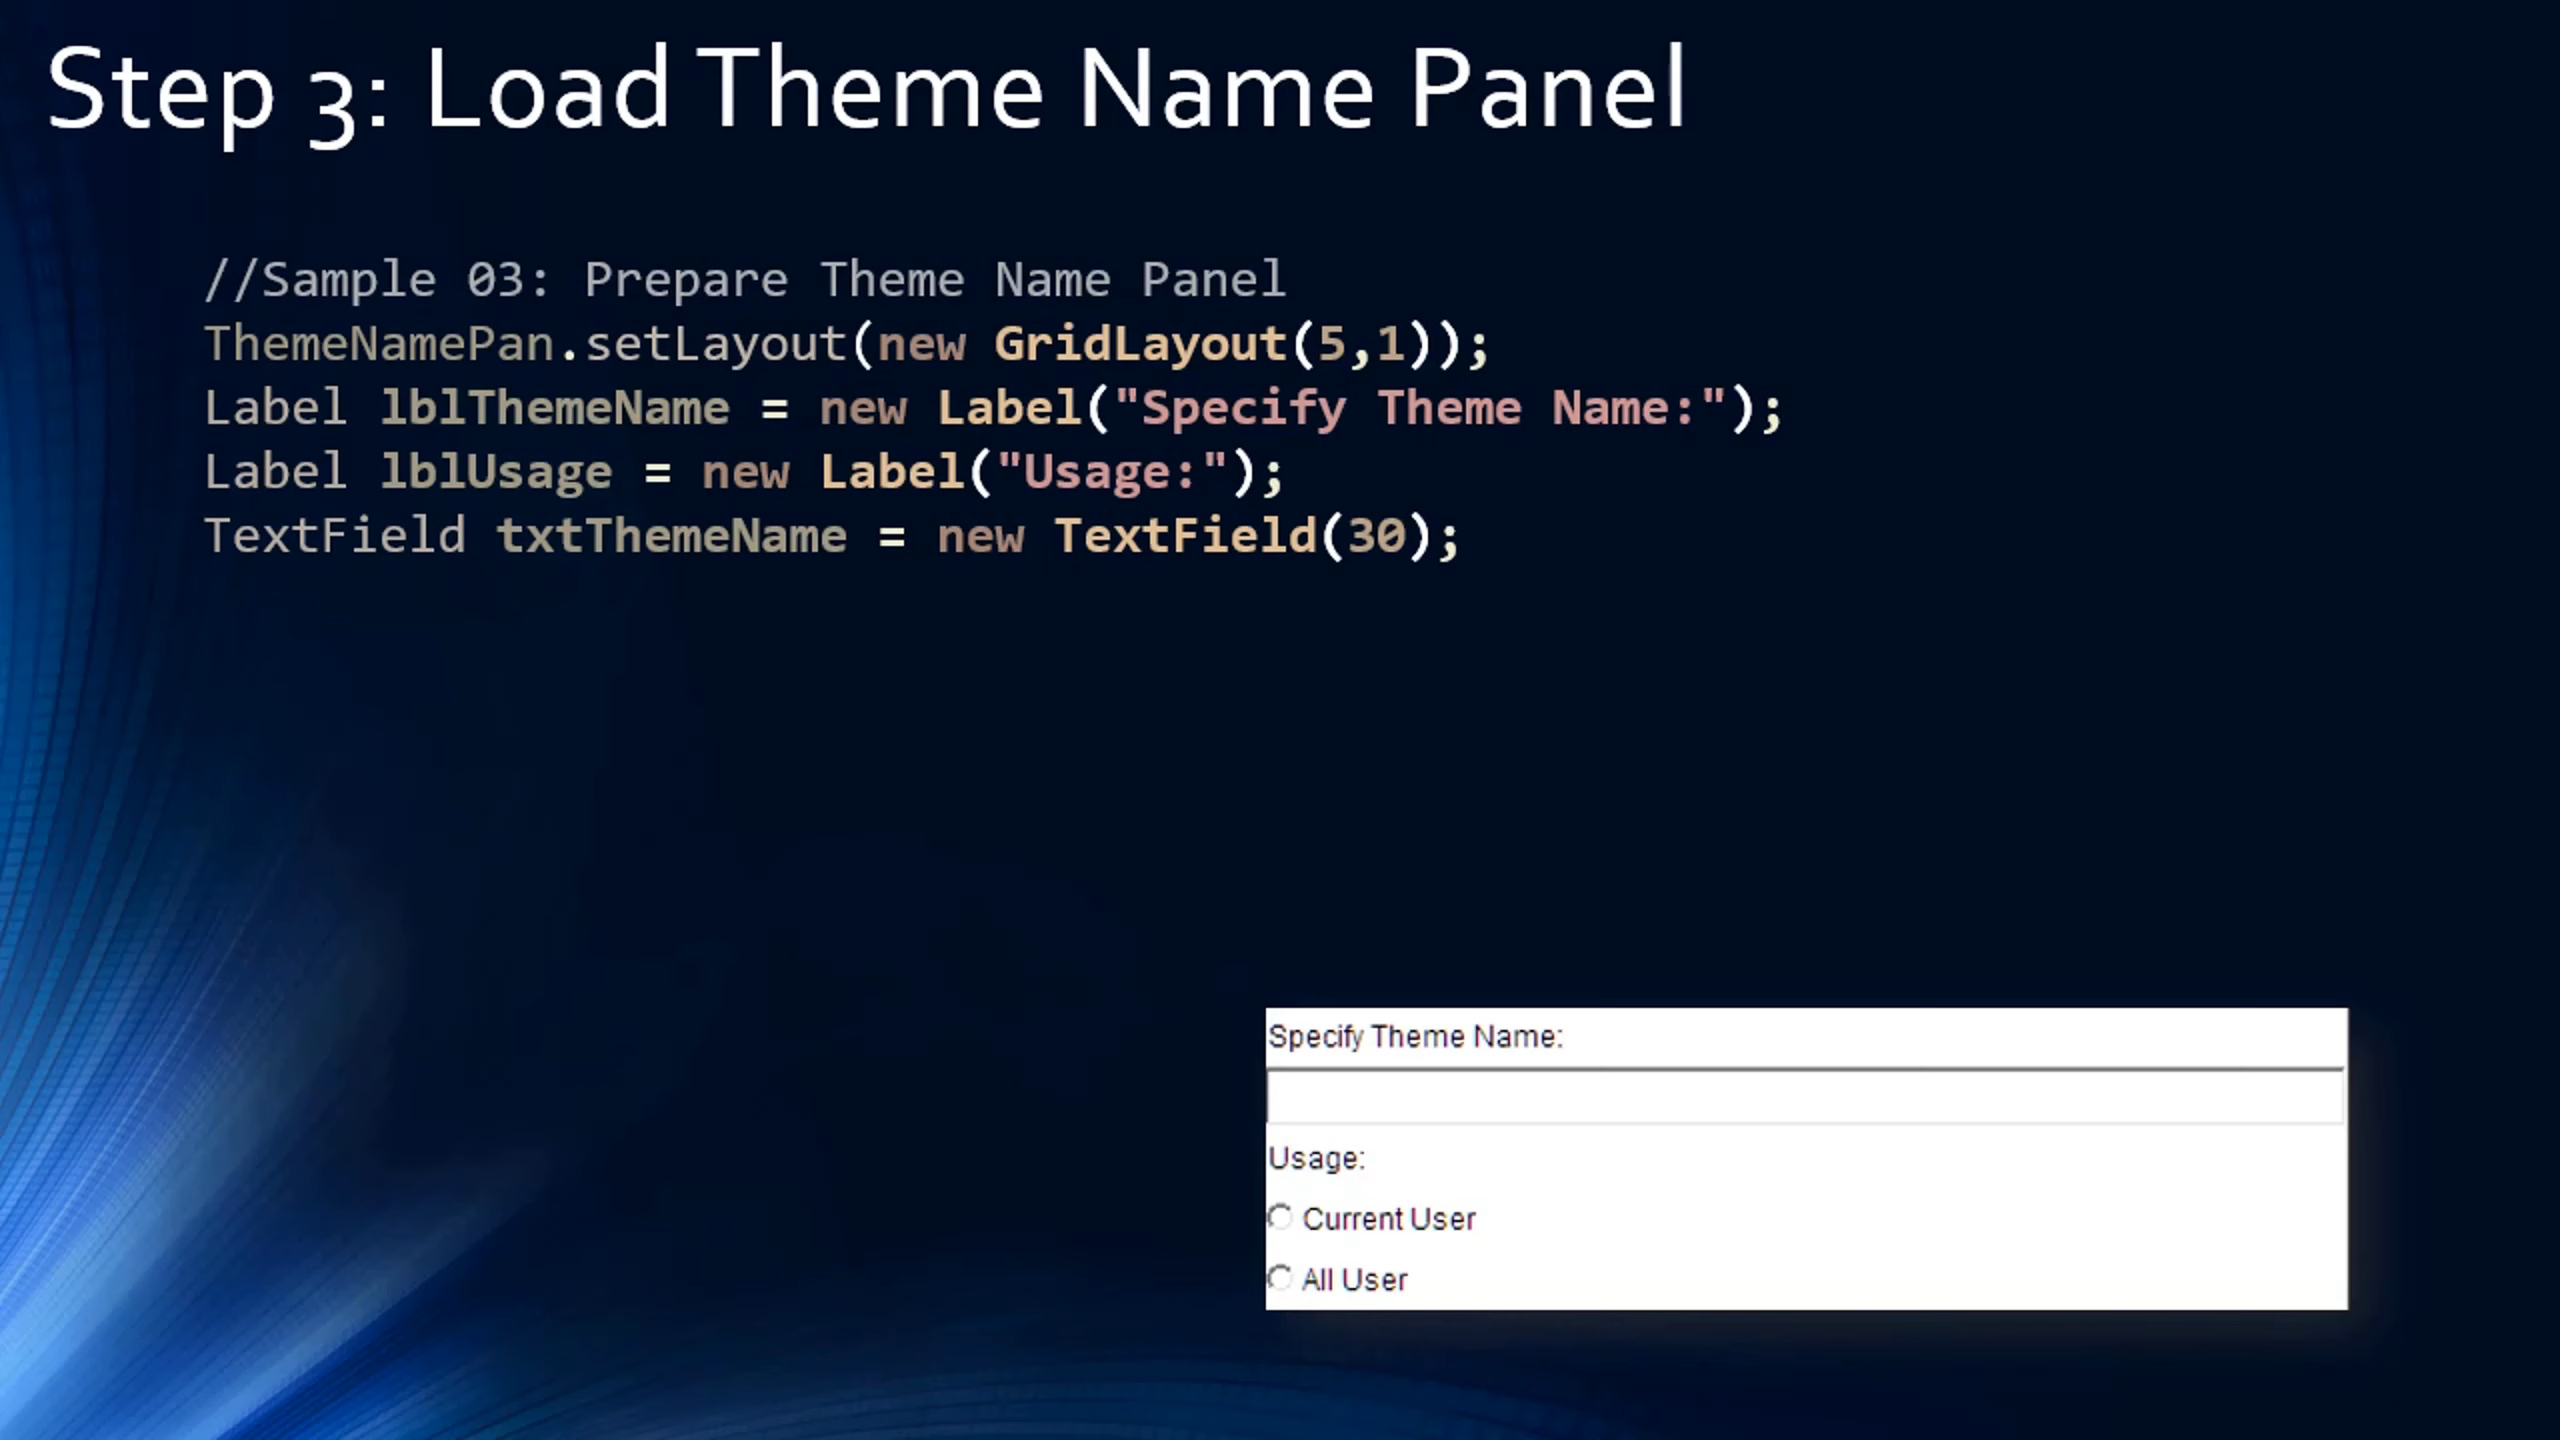 Step 3: Load Theme Name Panel
//Sample 03: Prepare Theme Name Panel
ThemeNamePan.setLayout(new GridLayout(5,1));
Label lblThemeName = new Label("Specify Theme Name:");
Label lblUsage = new Label("Usage:");
TextField txtThemeName = new TextField(30);
Specify Theme Name:
Usage:
Current User
All User